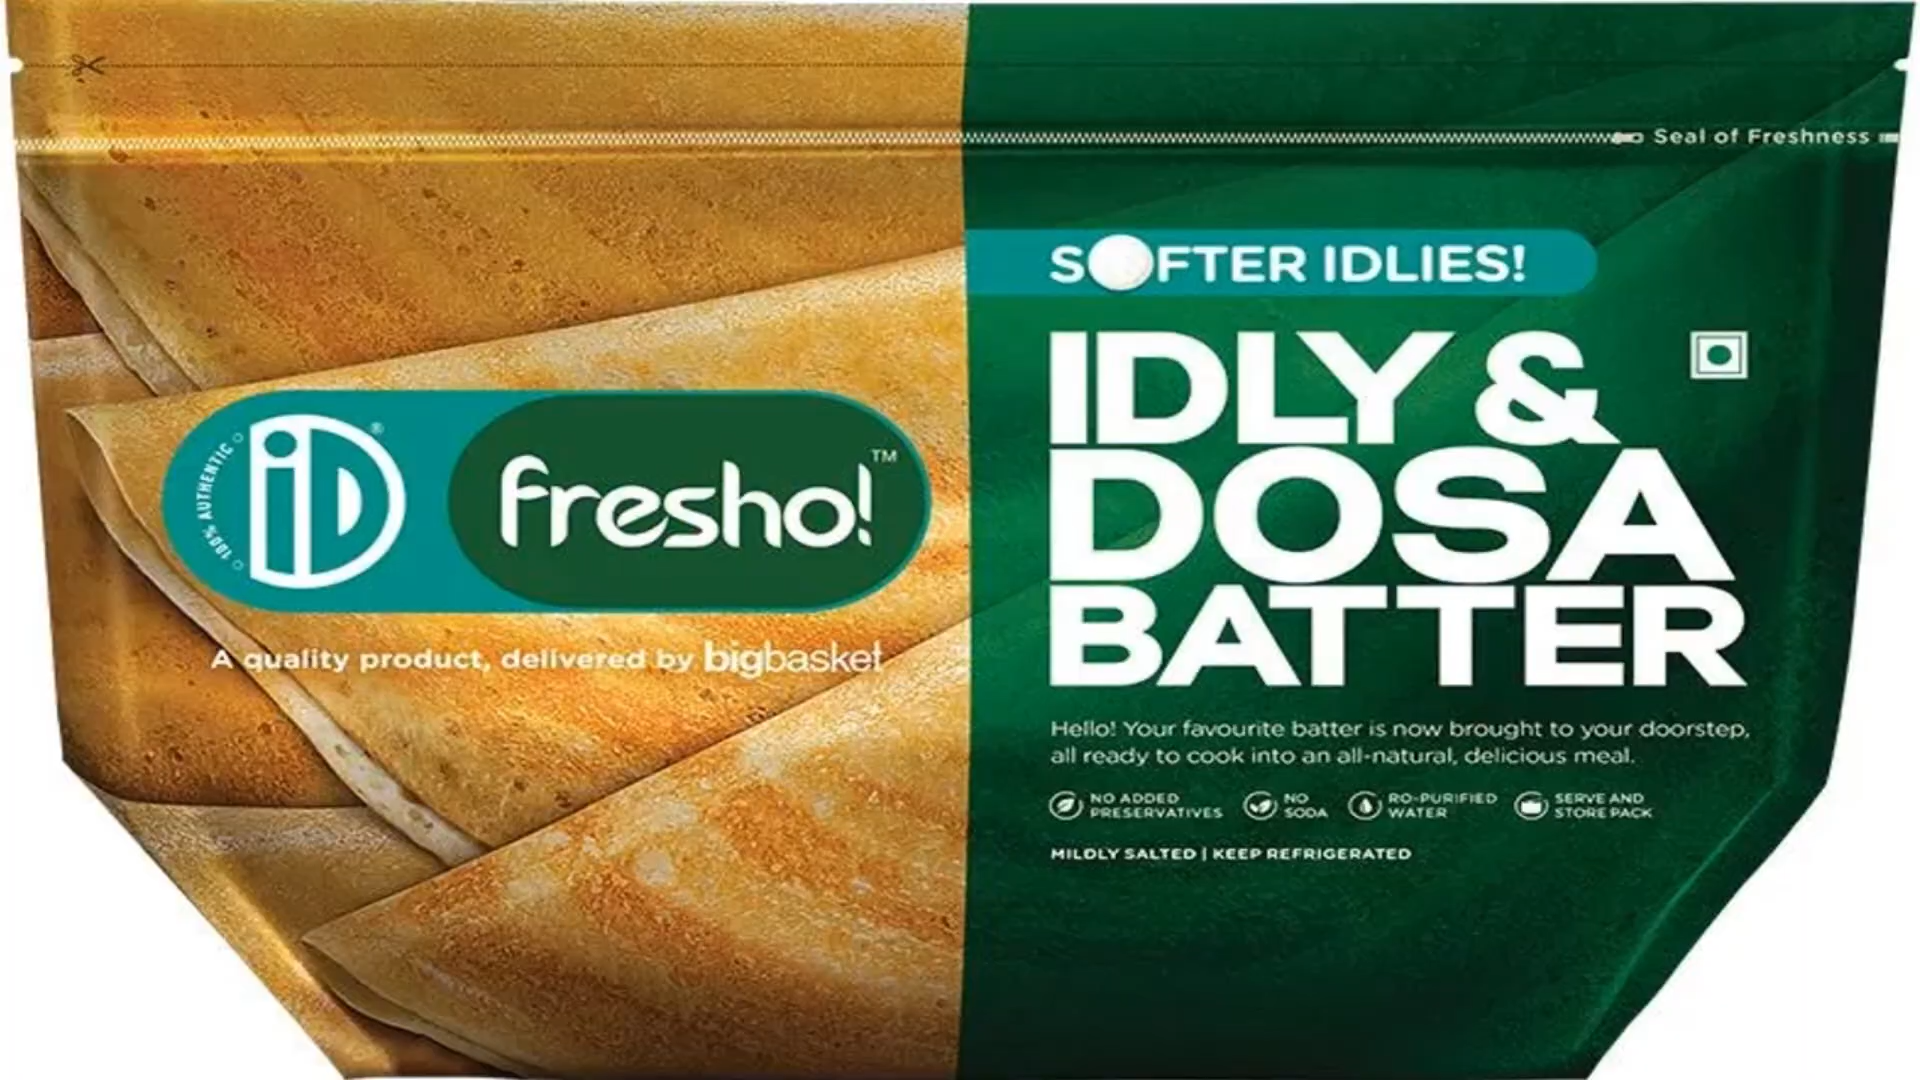 Seal of Freshness
SOFTER IDLIES!
IDLY &
DOSA
BATTER
100% AUTHENTIC
iD®
fresho!™
A quality product, delivered by bigbasket
Hello! Your favourite batter is now brought to your doorstep,
all ready to cook into an all-natural, delicious meal.
NO ADDED
PRESERVATIVES
NO
SODA
RO-PURIFIED
WATER
SERVE AND
STORE PACK
MILDLY SALTED | KEEP REFRIGERATED